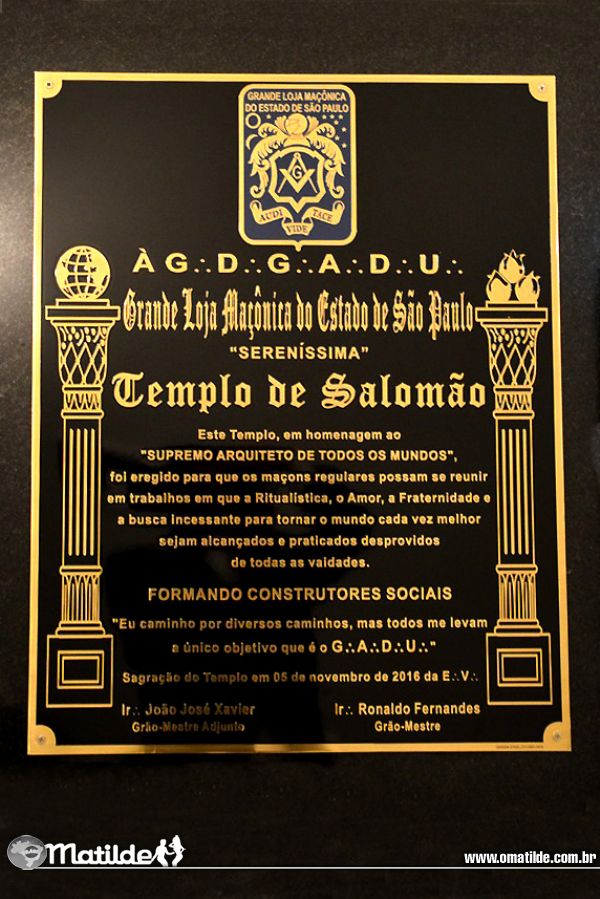 GRANDE LOJA MAÇÔNICA
DO ESTADO DE SÃO PAULO
G
AUDI VIDE TACE
À G∴D∴G∴A∴D∴U∴
Grande Loja Maçônica do Estado de São Paulo
"SERENÍSSIMA"
Templo de Salomão
Este Templo, em homenagem ao
"SUPREMO ARQUITETO DE TODOS OS MUNDOS",
foi eregido para que os maçons regulares possam se reunir
em trabalhos em que a Ritualística, o Amor, a Fraternidade e
a busca incessante para tornar o mundo cada vez melhor
sejam alcançados e praticados desprovidos
de todas as vaidades.
FORMANDO CONSTRUTORES SOCIAIS
"Eu caminho por diversos caminhos, mas todos me levam
a único objetivo que é o G∴A∴D∴U∴"
Sagração do Templo em 05 de novembro de 2016 da E∴V∴
Ir∴ João José Xavier
Grão-Mestre Adjunto
Ir∴ Ronaldo Fernandes
Grão-Mestre
OMatilde
www.omatilde.com.br